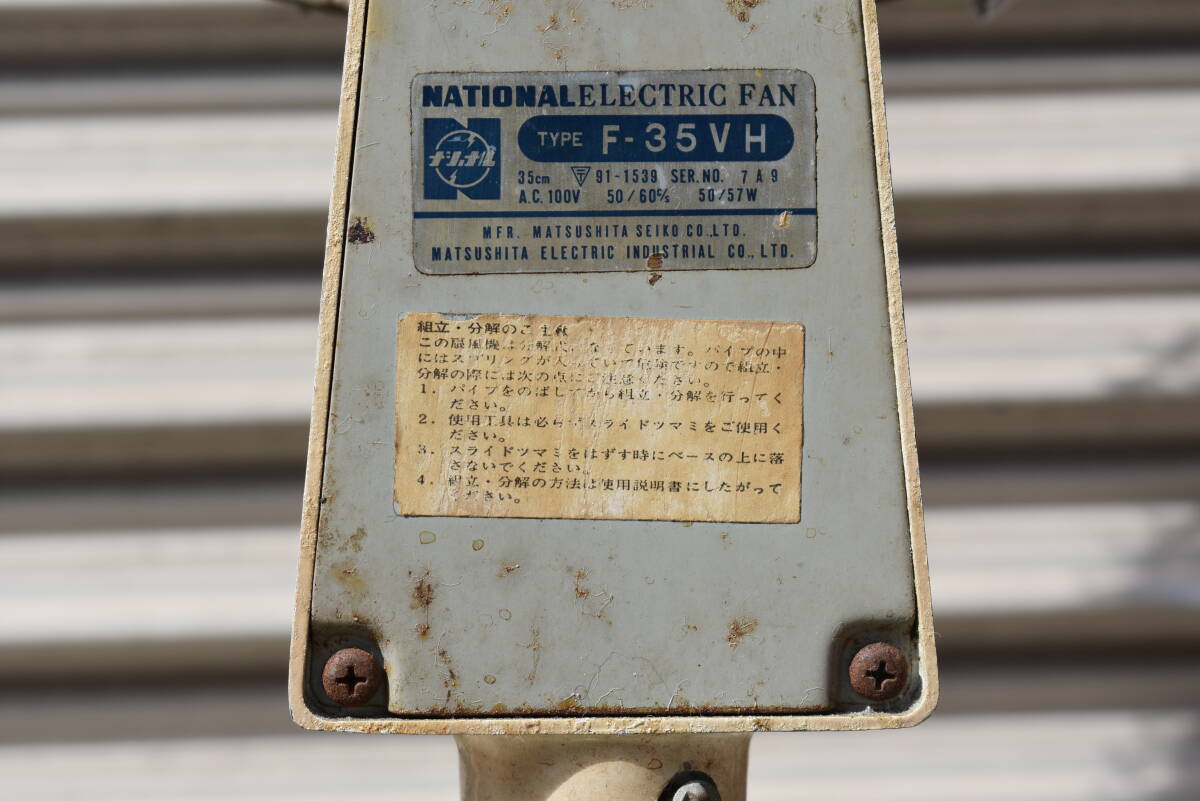 NATIONAL ELECTRIC FAN
ナショナル
TYPE F-35VH
35cm 〒 91-1539 SER.NO. 7A9
A.C. 100V 50/60c/s 50/57W
MFR. MATSUSHITA SEIKO CO.,LTD.
MATSUSHITA ELECTRIC INDUSTRIAL CO., LTD.
組立・分解のご注意
この扇風機は分解式になっています。パイプの中
にはスプリングが入っていて危険ですので組立・
分解の際には次の点にご注意ください。
1. パイプをのばしてから組立・分解を行ってく
ださい。
2. 使用工具は必らずスライドツマミをご使用く
ださい。
3. スライドツマミをはずす時にベースの上に落
さないでください。
4. 組立・分解の方法は使用説明書にしたがって
ください。